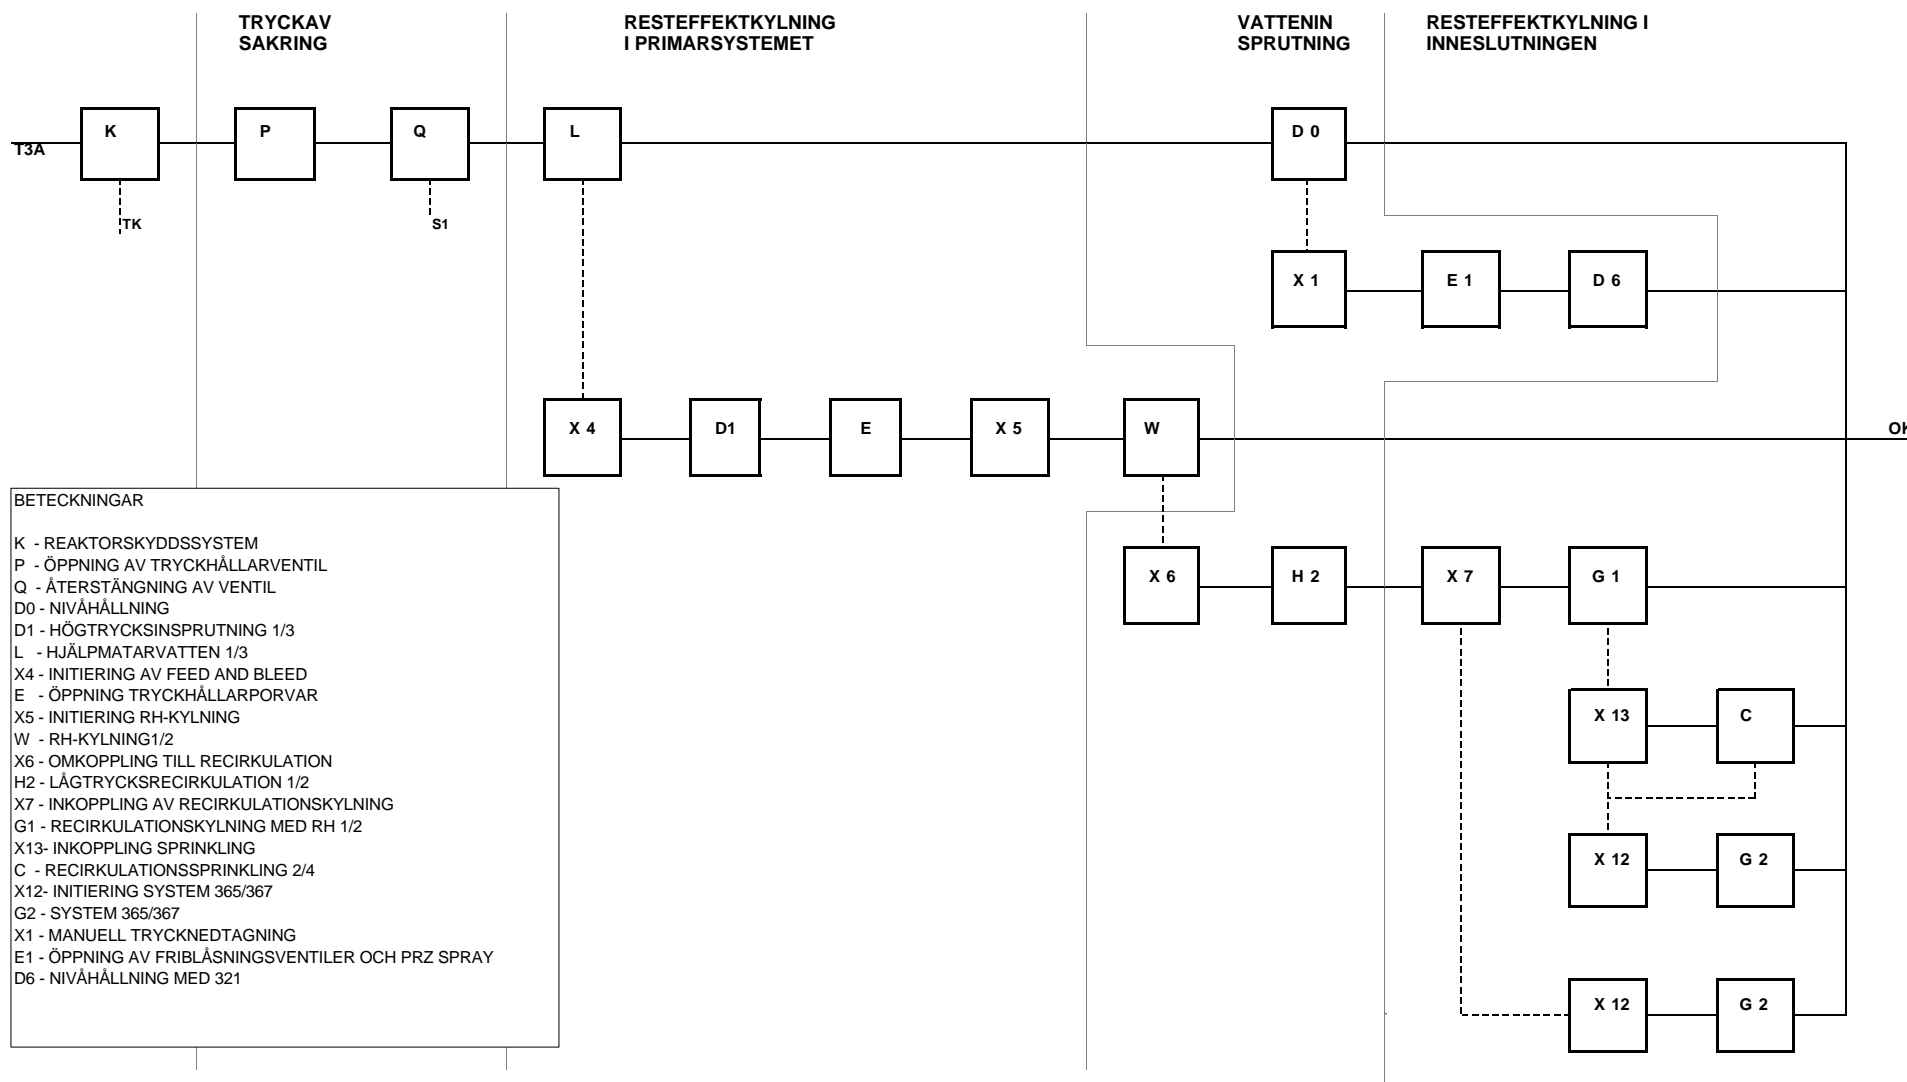 TRYCKAV
SAKRING
RESTEFFEKTKYLNING
I PRIMARSYSTEMET
VATTENIN
SPRUTNING
RESTEFFEKTKYLNING I
INNESLUTNINGEN
T3A
K
P
Q
L
D 0
TK
S1
X 1
E 1
D 6
X 4
D1
E
X 5
W
OK
X 6
H 2
X 7
G 1
X 13
C
X 12
G 2
X 12
G 2
BETECKNINGAR
K - REAKTORSKYDDSSYSTEM
P - ÖPPNING AV TRYCKHÅLLARVENTIL
Q - ÅTERSTÄNGNING AV VENTIL
D0 - NIVÅHÅLLNING
D1 - HÖGTRYCKSINSPRUTNING 1/3
L - HJÄLPMATARVATTEN 1/3
X4 - INITIERING AV FEED AND BLEED
E - ÖPPNING TRYCKHÅLLARPORVAR
X5 - INITIERING RH-KYLNING
W - RH-KYLNING1/2
X6 - OMKOPPLING TILL RECIRKULATION
H2 - LÅGTRYCKSRECIRKULATION 1/2
X7 - INKOPPLING AV RECIRKULATIONSKYLNING
G1 - RECIRKULATIONSKYLNING MED RH 1/2
X13- INKOPPLING SPRINKLING
C - RECIRKULATIONSSPRINKLING 2/4
X12- INITIERING SYSTEM 365/367
G2 - SYSTEM 365/367
X1 - MANUELL TRYCKNEDTAGNING
E1 - ÖPPNING AV FRIBLÅSNINGSVENTILER OCH PRZ SPRAY
D6 - NIVÅHÅLLNING MED 321